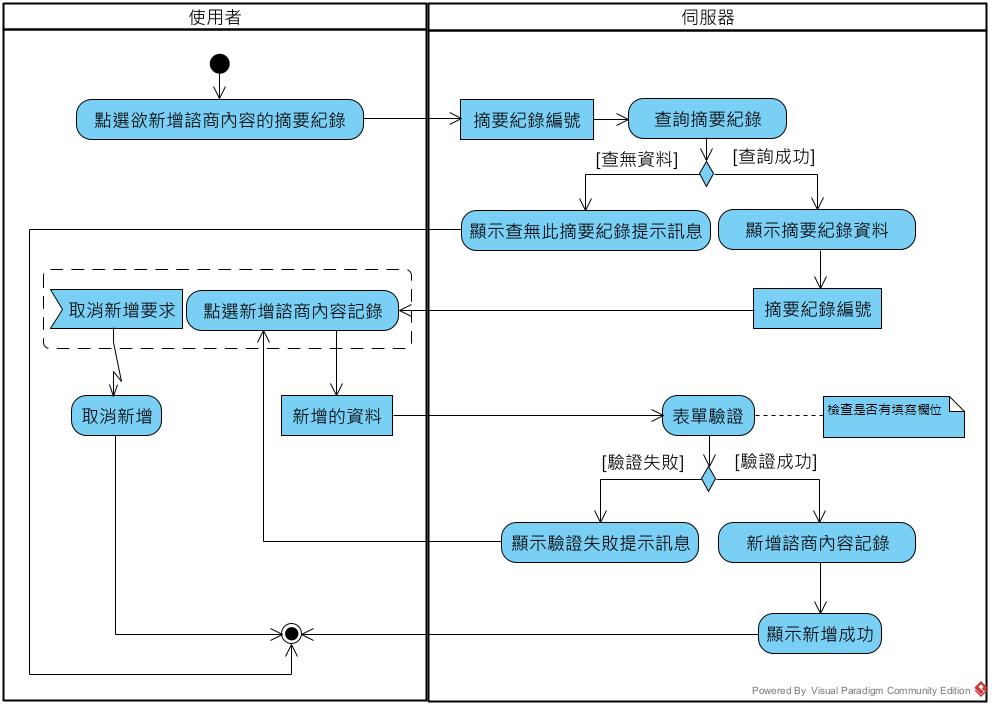 使用者
伺服器
點選欲新增諮商內容的摘要紀錄
摘要紀錄編號
查詢摘要紀錄
[查無資料]
[查詢成功]
顯示查無此摘要紀錄提示訊息
顯示摘要紀錄資料
取消新增要求
點選新增諮商內容記錄
摘要紀錄編號
取消新增
新增的資料
表單驗證
檢查是否有填寫欄位
[驗證失敗]
[驗證成功]
顯示驗證失敗提示訊息
新增諮商內容記錄
顯示新增成功
Powered By Visual Paradigm Community Edition